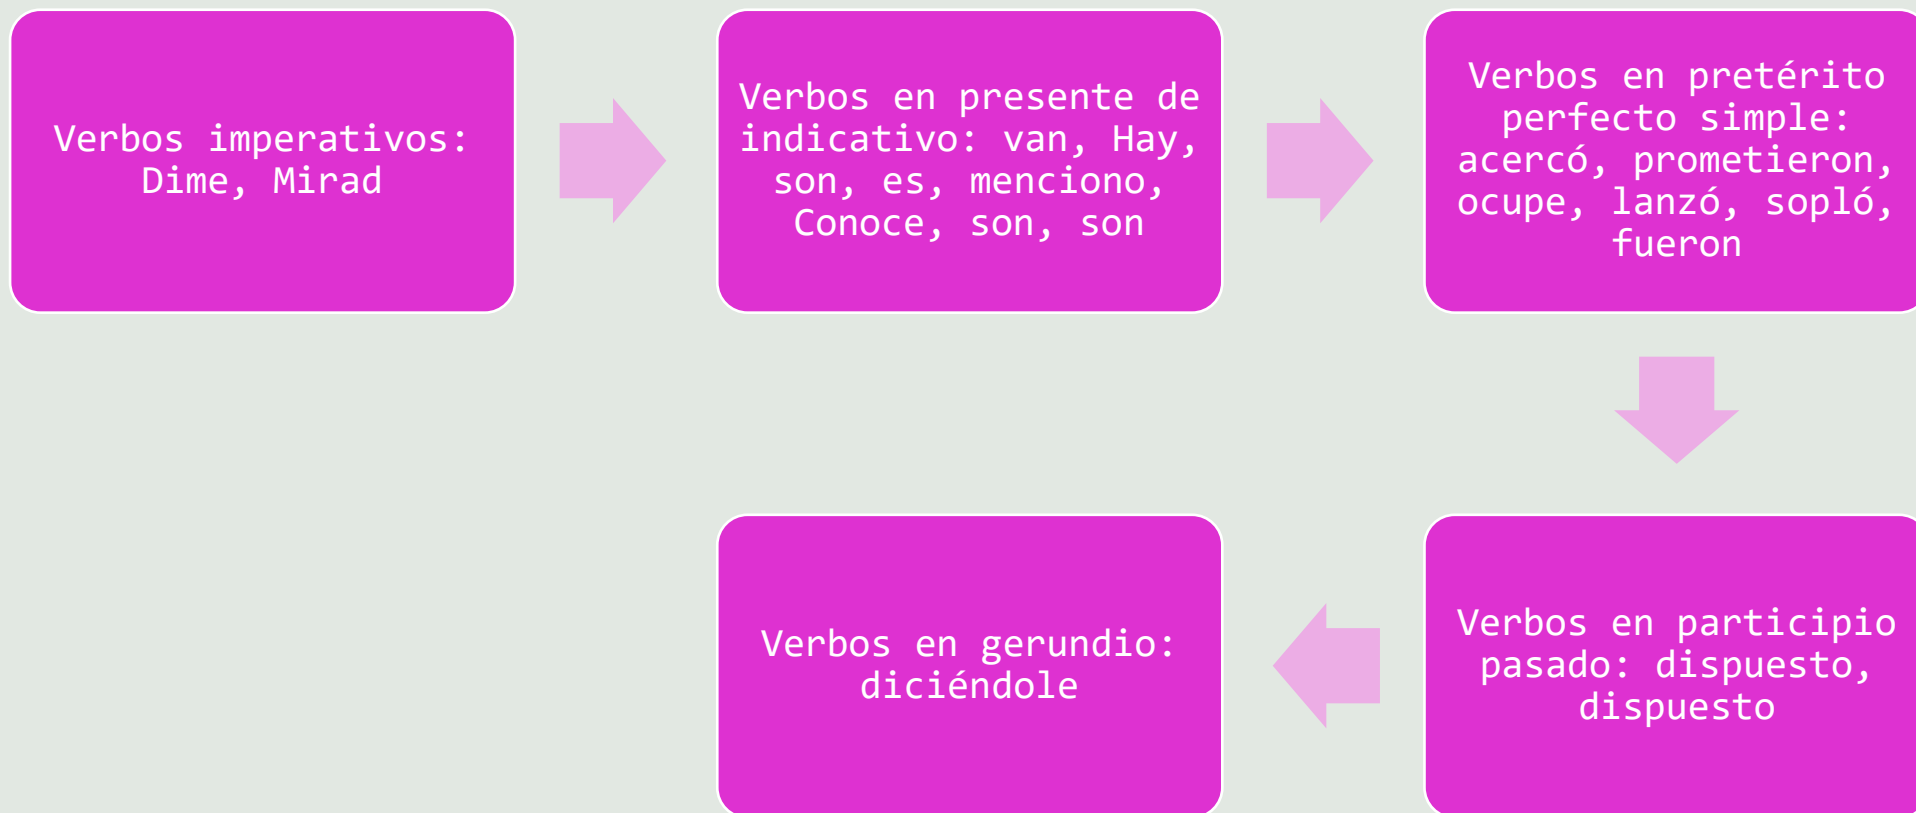 Verbos imperativos:
Dime, Mirad
Verbos en presente de
indicativo: van, Hay,
son, es, menciono,
Conoce, son, son
Verbos en pretérito
perfecto simple:
acercó, prometieron,
ocupe, lanzó, sopló,
fueron
Verbos en participio
pasado: dispuesto,
dispuesto
Verbos en gerundio:
diciéndole